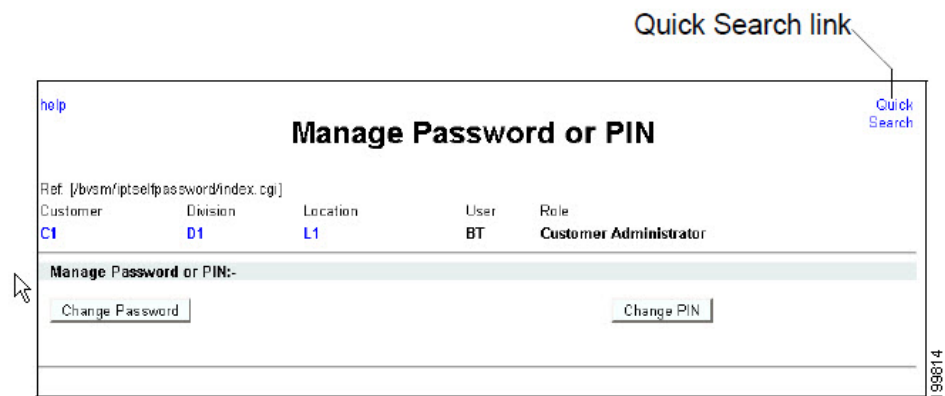 Quick Search link
help
Quick
Search
Manage Password or PIN
Ref. [/bvsm/iptselfpassword/index.cgi]
Customer Division Location User Role
C1 D1 L1 BT Customer Administrator
Manage Password or PIN:-
Change Password Change PIN
199814